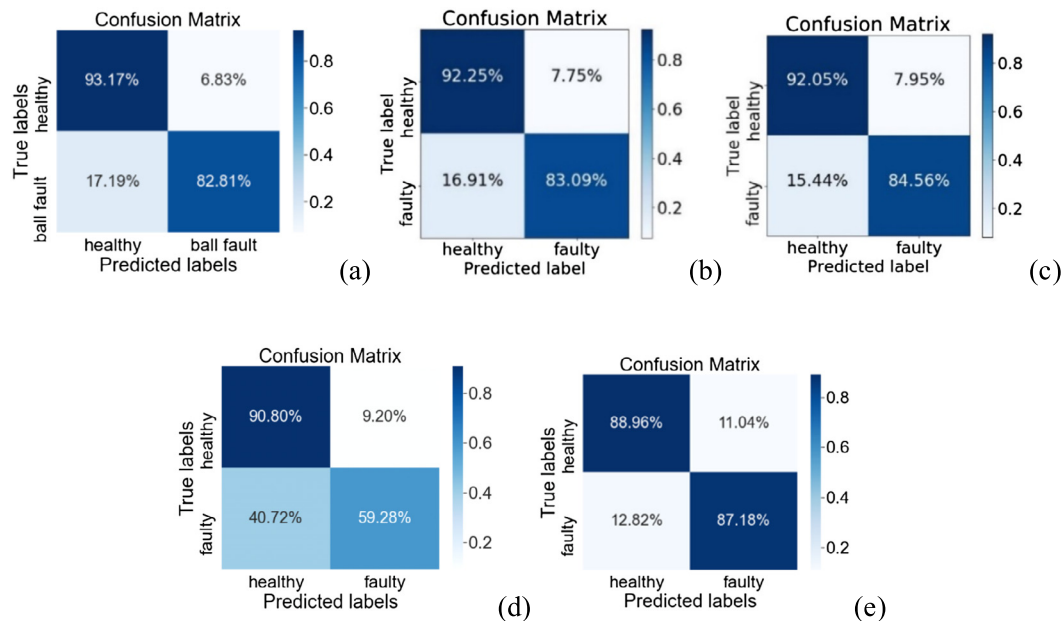 Confusion Matrix
True labels
healthy
ball fault
93.17%
6.83%
17.19%
82.81%
0.8
0.6
0.4
0.2
healthy
ball fault
Predicted labels
(a)
Confusion Matrix
True label
healthy
faulty
92.25%
7.75%
16.91%
83.09%
0.8
0.6
0.4
0.2
healthy
faulty
Predicted label
(b)
Confusion Matrix
True label
healthy
faulty
92.05%
7.95%
15.44%
84.56%
0.8
0.6
0.4
0.2
healthy
faulty
Predicted label
(c)
Confusion Matrix
True labels
healthy
faulty
90.80%
9.20%
40.72%
59.28%
0.8
0.6
0.4
0.2
healthy
faulty
Predicted labels
(d)
Confusion Matrix
True labels
healthy
faulty
88.96%
11.04%
12.82%
87.18%
0.8
0.6
0.4
0.2
healthy
faulty
Predicted labels
(e)